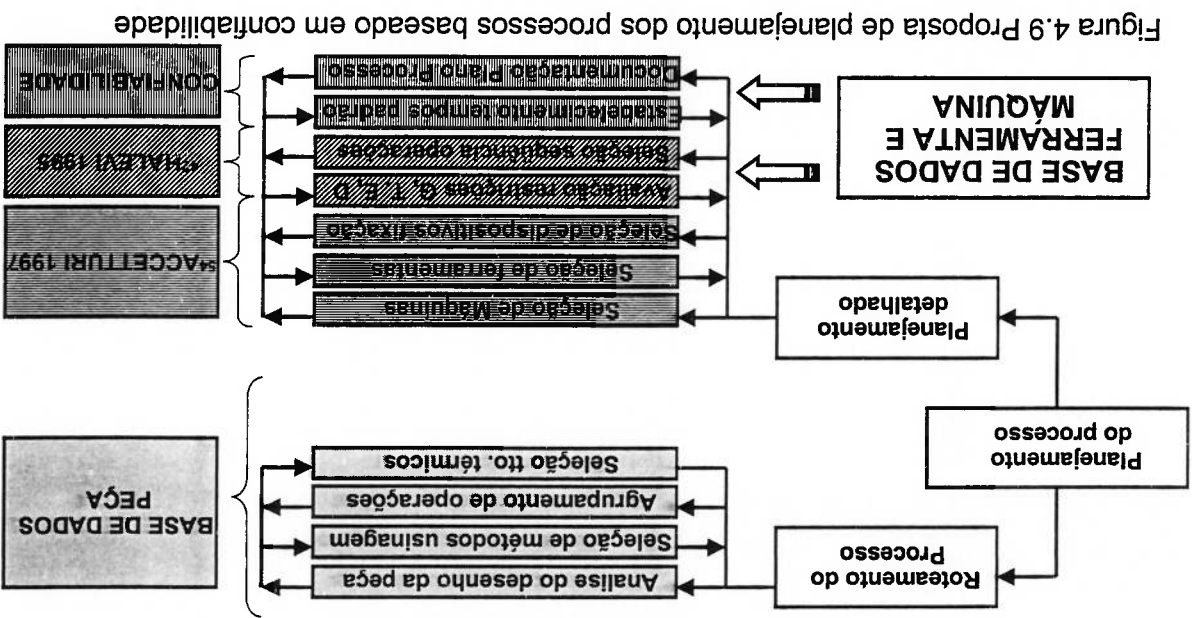 Roteamento do
Processo
Analise do desenho da peça
Seleção de métodos usinagem
Agrupamento de operações
Seleção tto. térmicos
BASE DE DADOS
PEÇA
Planejamento
do processo
Planejamento
detalhado
Seleção de Máquinas
Seleção de ferramentas
Seleção de dispositivos fixação
Avaliação restrições G, T, E, D
Seleção seqüência operações
Estabelecimento tempos padrão
Documentação Plano Processo
54ACCETTURI 1997
HALEVI 1995
CONFIABILIDADE
BASE DE DADOS
FERRAMENTA E
MÁQUINA
Figura 4.9 Proposta de planejamento dos processos baseado em confiabilidade